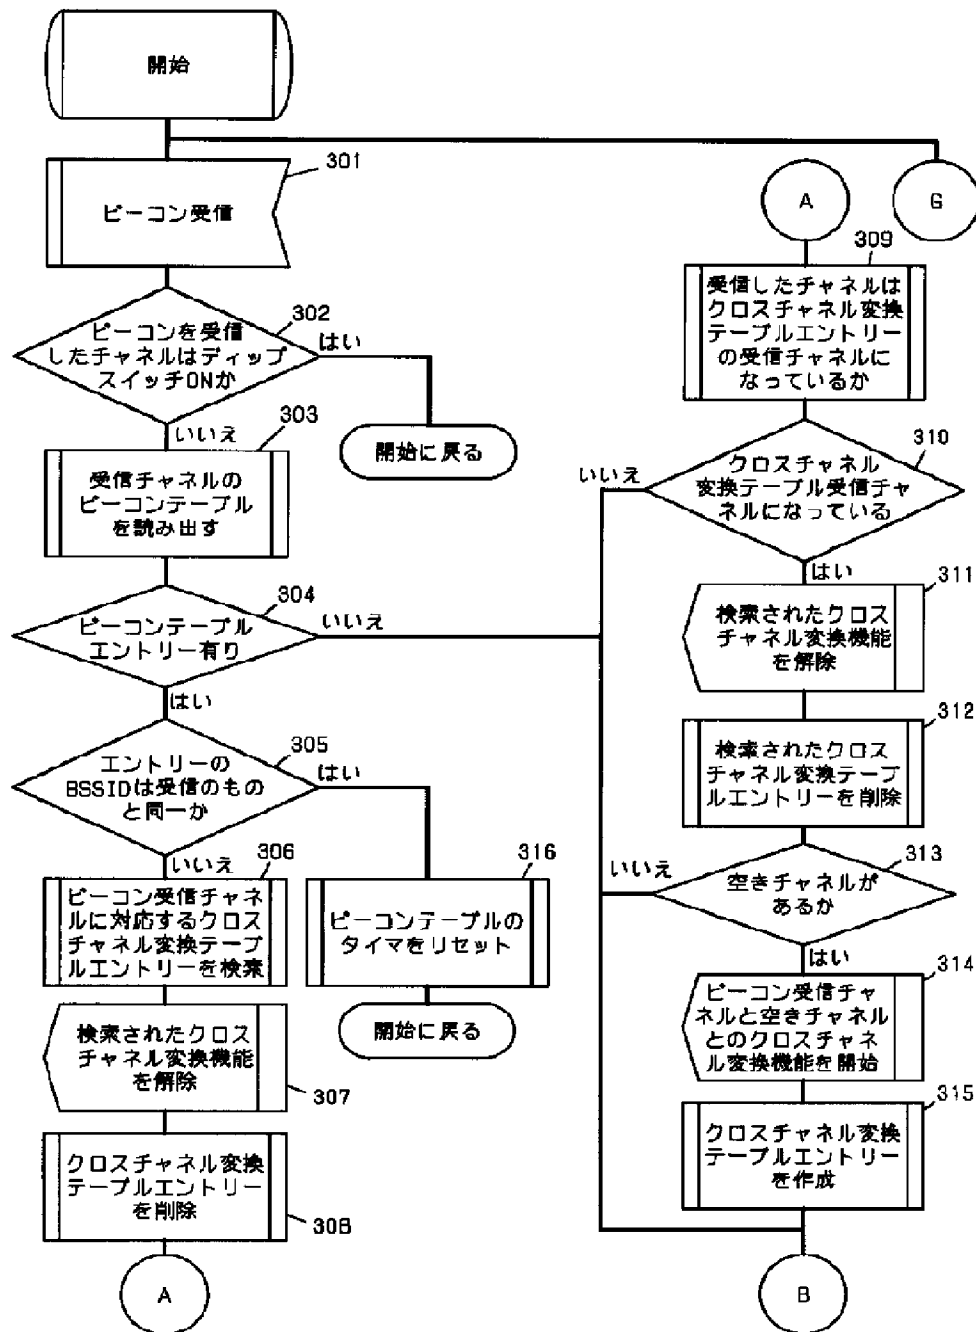 開始
301
ビーコン受信
302
ビーコンを受信
したチャネルはディップ
スイッチONか
はい
開始に戻る
いいえ
303
受信チャネルの
ビーコンテーブル
を読み出す
304
ビーコンテーブル
エントリー有り
いいえ
はい
305
エントリーの
BSSIDは受信のもの
と同一か
はい
いいえ
306
ビーコン受信チャネ
ルに対応するクロス
チャネル変換テーブ
ルエントリーを検索
316
ビーコンテーブルの
タイマをリセット
開始に戻る
検索されたクロス
チャネル変換機能
を解除
307
クロスチャネル変換
テーブルエントリー
を削除
308
A
A
G
309
受信したチャネルは
クロスチャネル変換
テーブルエントリー
の受信チャネルに
なっているか
310
いいえ
クロスチャネル
変換テーブル受信チャ
ネルになっている
はい
311
検索されたクロス
チャネル変換機能
を解除
312
検索されたクロス
チャネル変換テーブ
ルエントリーを削除
313
いいえ
空きチャネルが
あるか
はい
314
ビーコン受信チャ
ネルと空きチャネル
とのクロスチャネ
ル変換機能を開始
315
クロスチャネル変換
テーブルエントリー
を作成
B